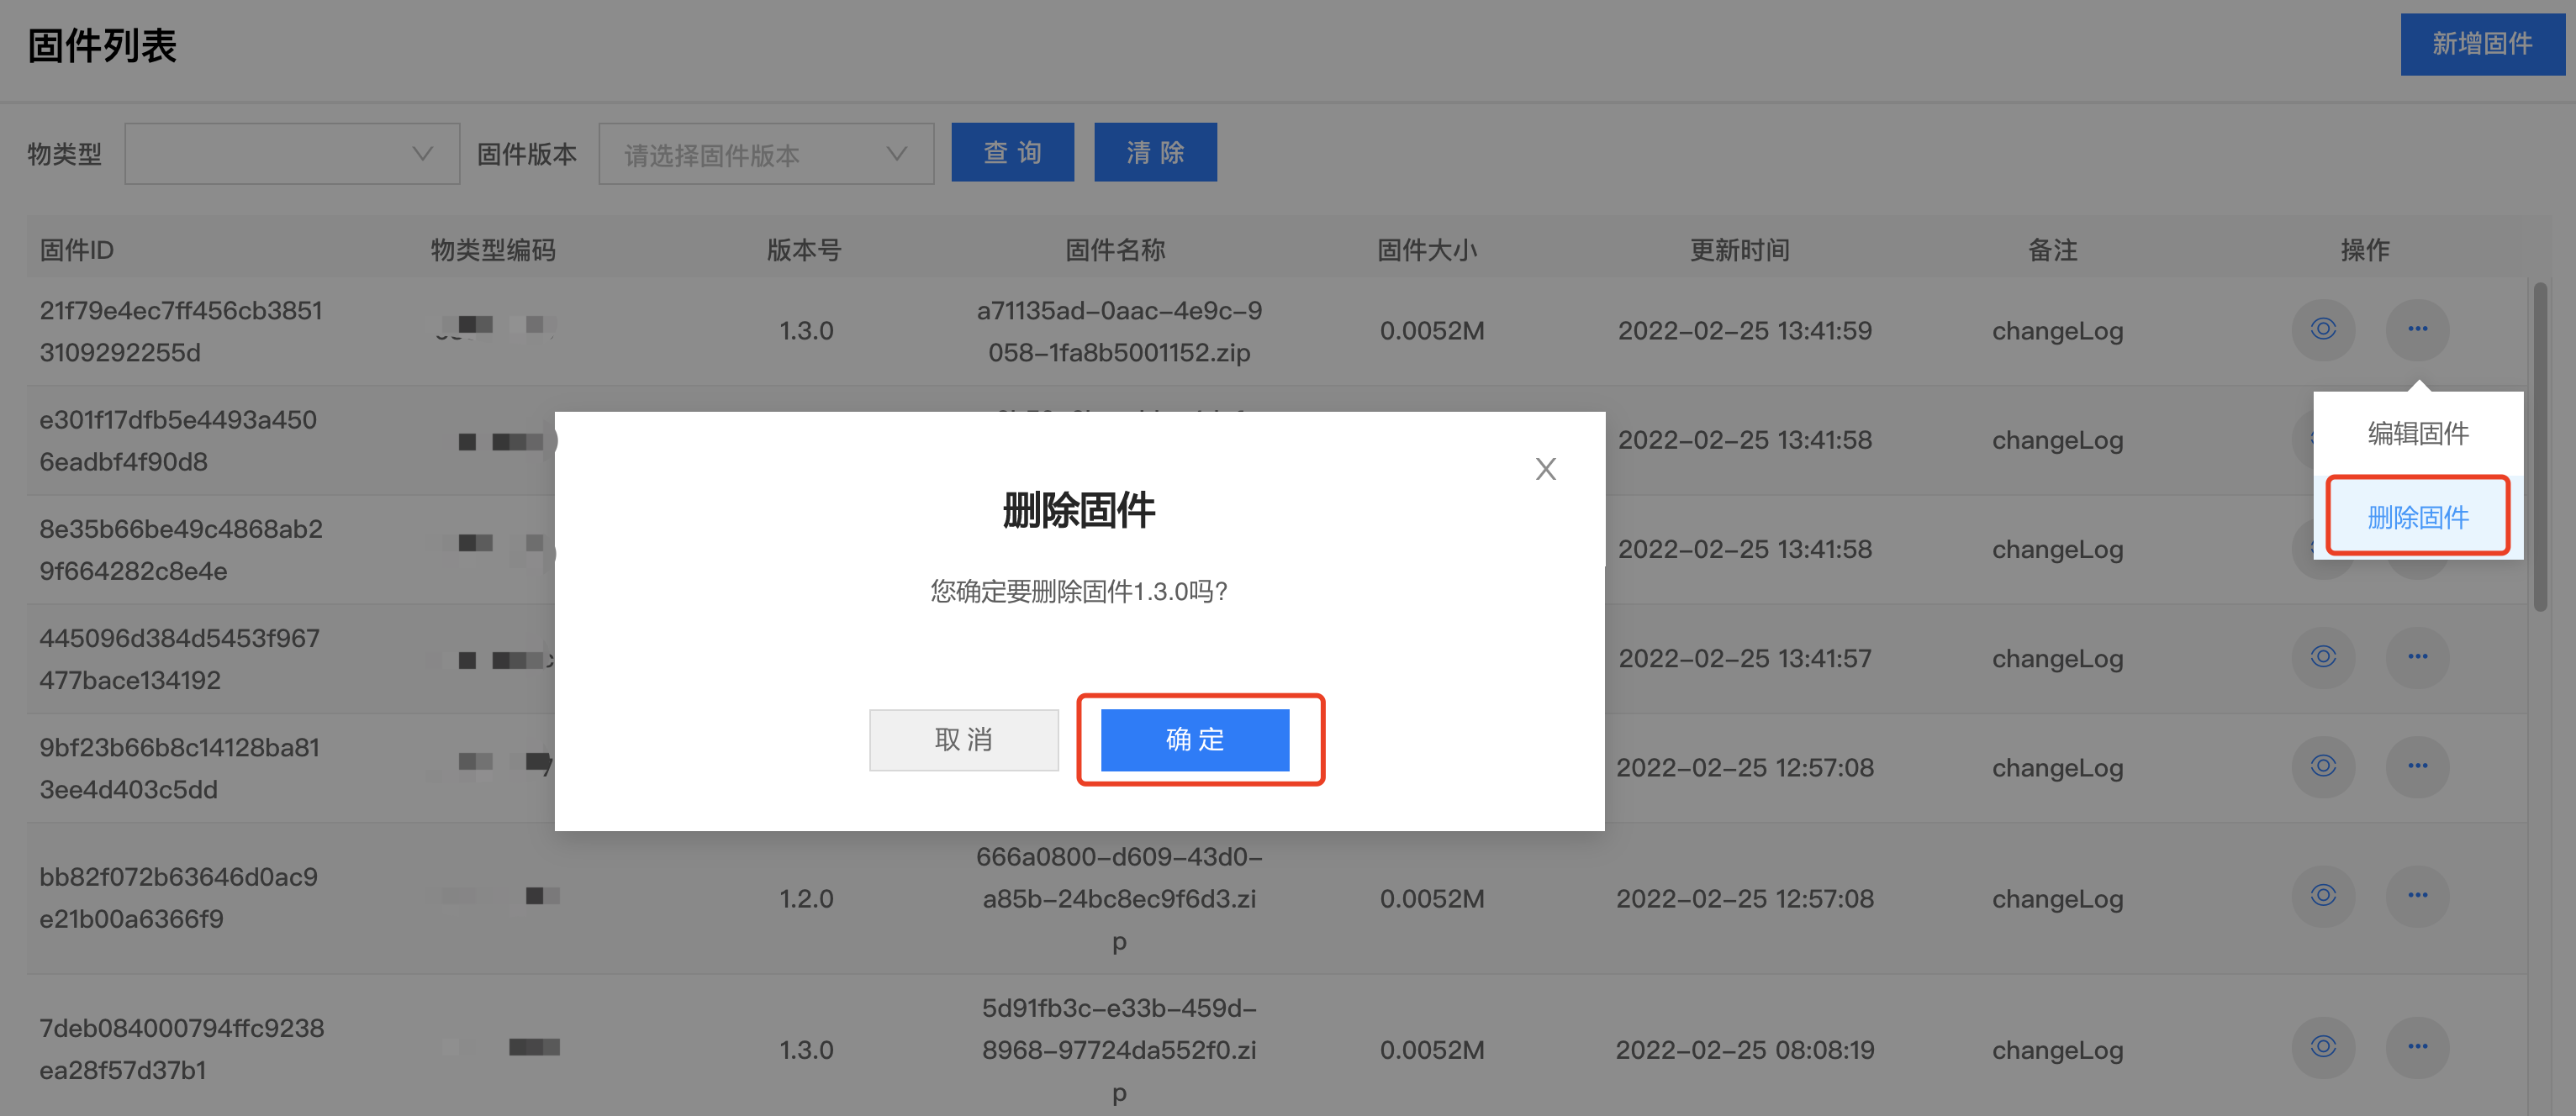 固件列表
新增固件
物类型
固件版本
请选择固件版本
查 询
清 除
固件ID
物类型编码
版本号
固件名称
固件大小
更新时间
备注
操作
21f79e4ec7ff456cb3851
3109292255d
1.3.0
a71135ad-0aac-4e9c-9
058-1fa8b5001152.zip
0.0052M
2022-02-25 13:41:59
changeLog
编辑固件
删除固件
e301f17dfb5e4493a450
6eadbf4f90d8
2022-02-25 13:41:58
changeLog
8e35b66be49c4868ab2
9f664282c8e4e
2022-02-25 13:41:58
changeLog
445096d384d5453f967
477bace134192
2022-02-25 13:41:57
changeLog
9bf23b66b8c14128ba81
3ee4d403c5dd
2022-02-25 12:57:08
changeLog
删除固件
X
您确定要删除固件1.3.0吗?
取 消
确 定
bb82f072b63646d0ac9
e21b00a6366f9
1.2.0
666a0800-d609-43d0-
a85b-24bc8ec9f6d3.zi
p
0.0052M
2022-02-25 12:57:08
changeLog
7deb084000794ffc9238
ea28f57d37b1
1.3.0
5d91fb3c-e33b-459d-
8968-97724da552f0.zi
p
0.0052M
2022-02-25 08:08:19
changeLog